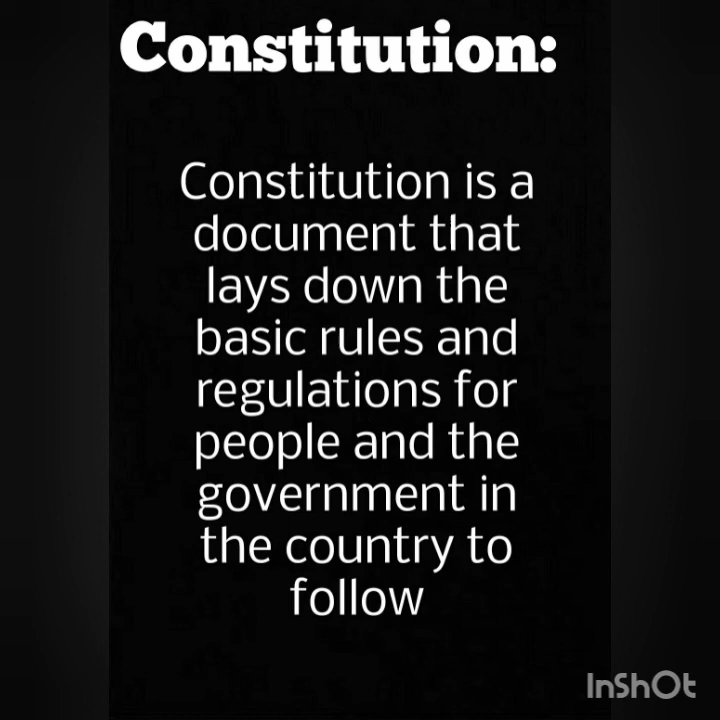 Constitution:
Constitution is a
document that
lays down the
basic rules and
regulations for
people and the
government in
the country to
follow
InShOt